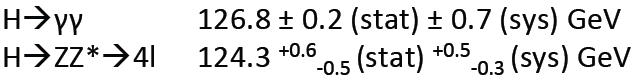 H→γγ 126.8 ± 0.2 (stat) ± 0.7 (sys) GeV
H→ZZ*→4l 124.3 +0.6 -0.5 (stat) +0.5 -0.3 (sys) GeV